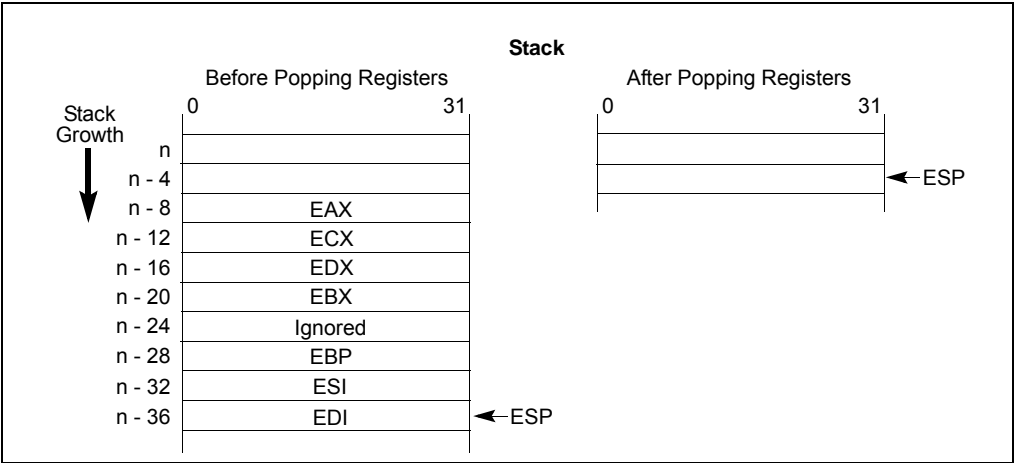 Stack
Before Popping Registers
After Popping Registers
0 31
0 31
Stack
Growth
n
n - 4
ESP
n - 8 EAX
n - 12 ECX
n - 16 EDX
n - 20 EBX
n - 24 Ignored
n - 28 EBP
n - 32 ESI
n - 36 EDI ESP